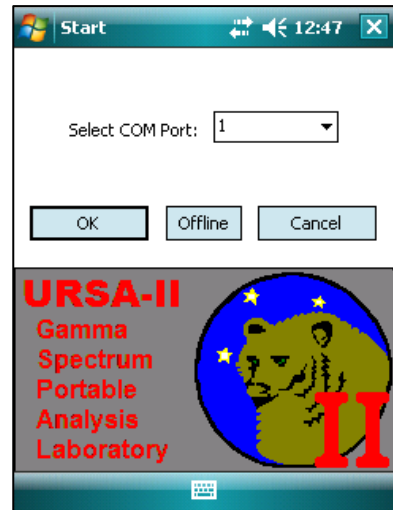 Start 12:47
Select COM Port: 1
OK Offline Cancel
URSA-II
Gamma
Spectrum
Portable
Analysis
Laboratory
II